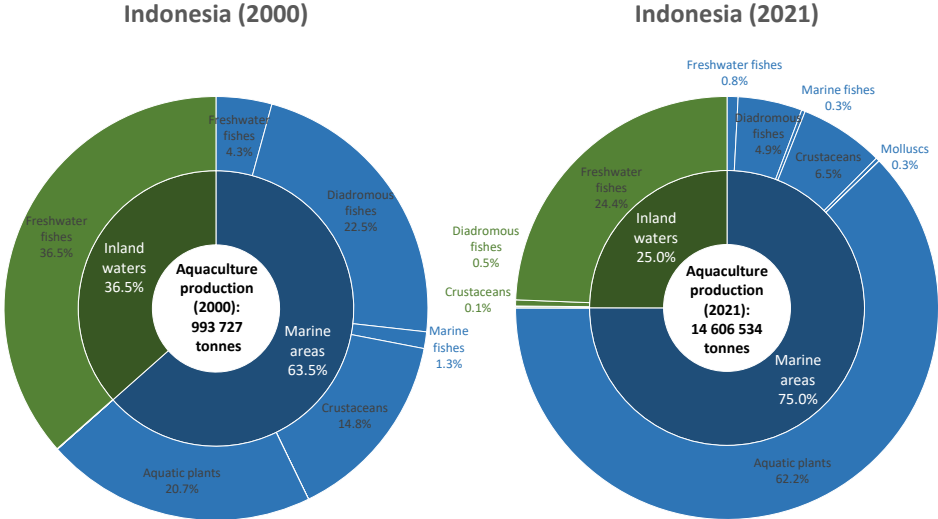 Indonesia (2000)
Freshwater
fishes
4.3%
Diadromous
fishes
22.5%
Marine
fishes
1.3%
Crustaceans
14.8%
Aquatic plants
20.7%
Freshwater
fishes
36.5%
Inland
waters
36.5%
Marine
areas
63.5%
Aquaculture
production
(2000):
993 727
tonnes
Indonesia (2021)
Freshwater fishes
0.8%
Diadromous
fishes
4.9%
Marine fishes
0.3%
Crustaceans
6.5%
Molluscs
0.3%
Aquatic plants
62.2%
Crustaceans
0.1%
Diadromous
fishes
0.5%
Freshwater
fishes
24.4%
Inland
waters
25.0%
Marine
areas
75.0%
Aquaculture
production
(2021):
14 606 534
tonnes